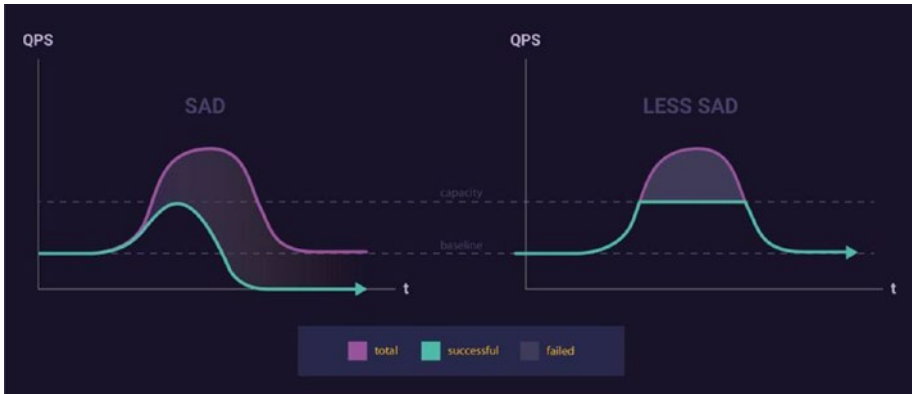 QPS
SAD
t
QPS
LESS SAD
t
capacity
baseline
total
successful
failed